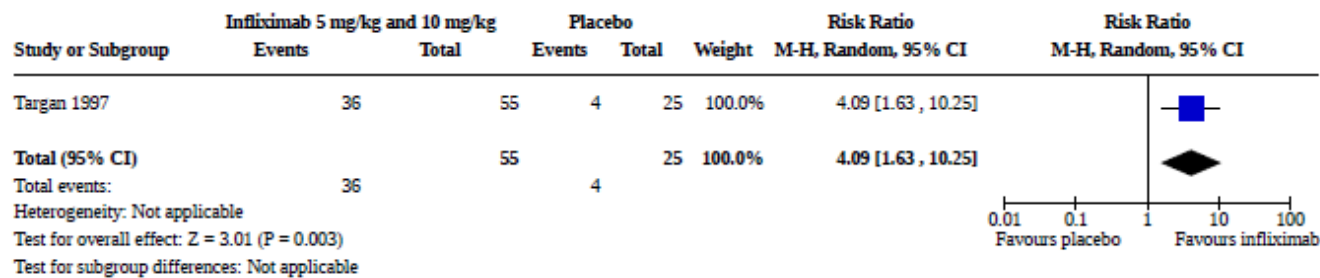 Infliximab 5 mg/kg and 10 mg/kg Placebo Risk Ratio Risk Ratio
Study or Subgroup Events Total Events Total Weight M-H, Random, 95% CI M-H, Random, 95% CI
Targan 1997 36 55 4 25 100.0% 4.09 [1.63 , 10.25]
Total (95% CI) 55 25 100.0% 4.09 [1.63 , 10.25]
Total events: 36 4
Heterogeneity: Not applicable
Test for overall effect: Z = 3.01 (P = 0.003)
Test for subgroup differences: Not applicable
0.01 0.1 1 10 100
Favours placebo Favours infliximab